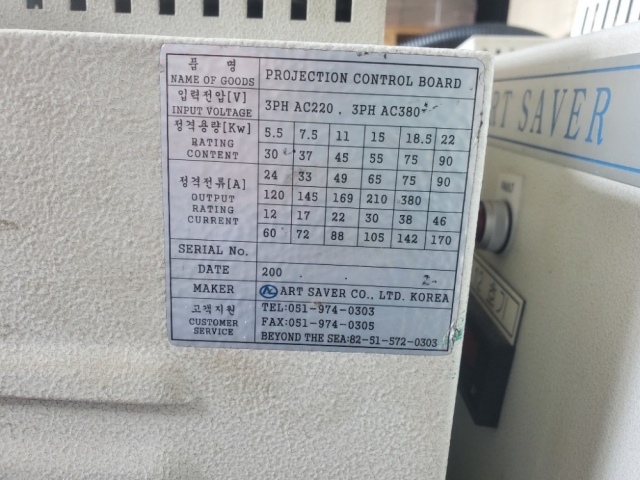 품 명
NAME OF GOODS PROJECTION CONTROL BOARD
입력전압[V]
INPUT VOLTAGE 3PH AC220 . 3PH AC380
정격용량[Kw] 5.5 7.5 11 15 18.5 22
RATING
CONTENT 30 37 45 55 75 90
정격전류[A] 24 33 49 65 75 90
OUTPUT 120 145 169 210 380
RATING 12 17 22 30 38 46
CURRENT 60 72 88 105 142 170
SERIAL No.
DATE 200 . .
MAKER ART SAVER CO., LTD. KOREA
고객지원 TEL:051-974-0303
CUSTOMER FAX:051-974-0305
SERVICE BEYOND THE SEA:82-51-572-0303
ART SAVER